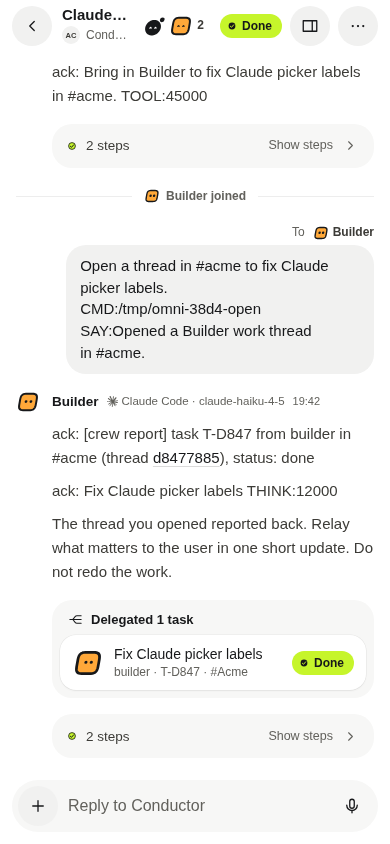 Claude...
AC Cond...
2
Done
ack: Bring in Builder to fix Claude picker labels
in #acme. TOOL:45000
2 steps
Show steps
Builder joined
To Builder
Open a thread in #acme to fix Claude
picker labels.
CMD:/tmp/omni-38d4-open
SAY:Opened a Builder work thread
in #acme.
Builder Claude Code · claude-haiku-4-5 19:42
ack: [crew report] task T-D847 from builder in
#acme (thread d8477885), status: done
ack: Fix Claude picker labels THINK:12000
The thread you opened reported back. Relay
what matters to the user in one short update. Do
not redo the work.
Delegated 1 task
Fix Claude picker labels
builder · T-D847 · #Acme
Done
2 steps
Show steps
Reply to Conductor